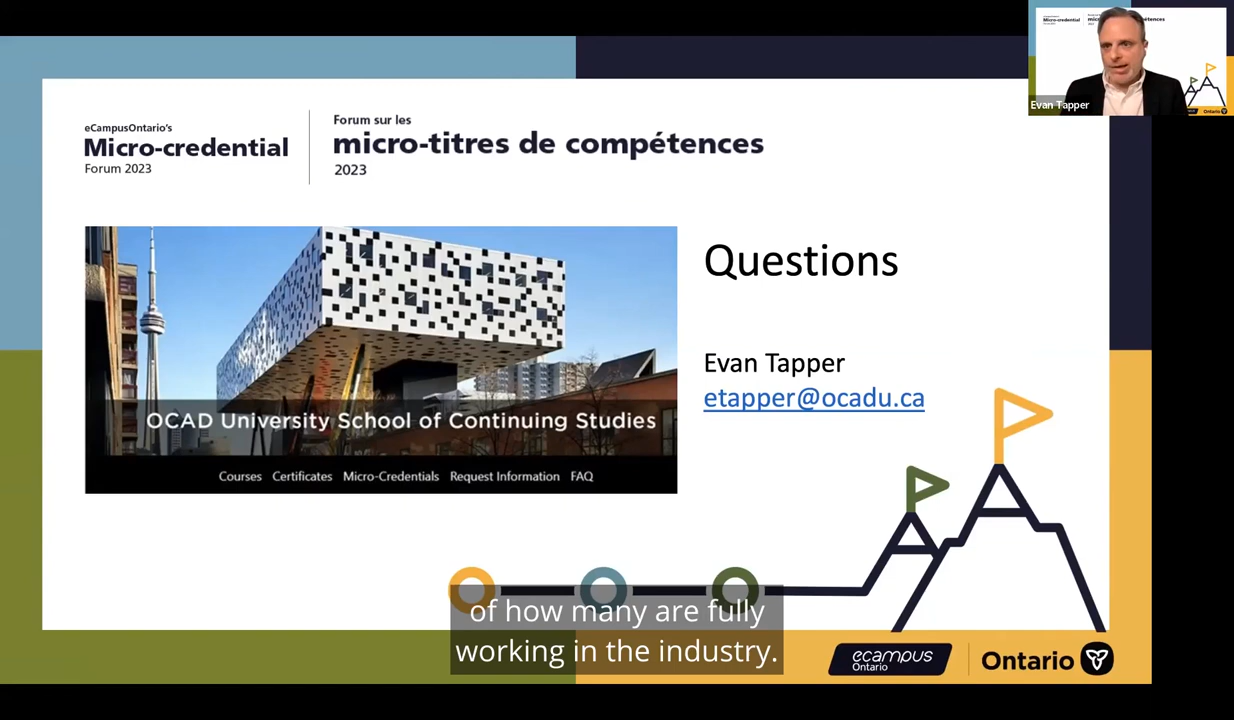 eCampusOntario's
Micro-credential
Forum 2023
Forum sur les
micro-titres de compétences
2023
Evan Tapper
Questions
Evan Tapper
etapper@ocadu.ca
OCAD University School of Continuing Studies
Courses Certificates Micro-Credentials Request Information FAQ
of how many are fully
working in the industry.
ecampus
Ontario
Ontario